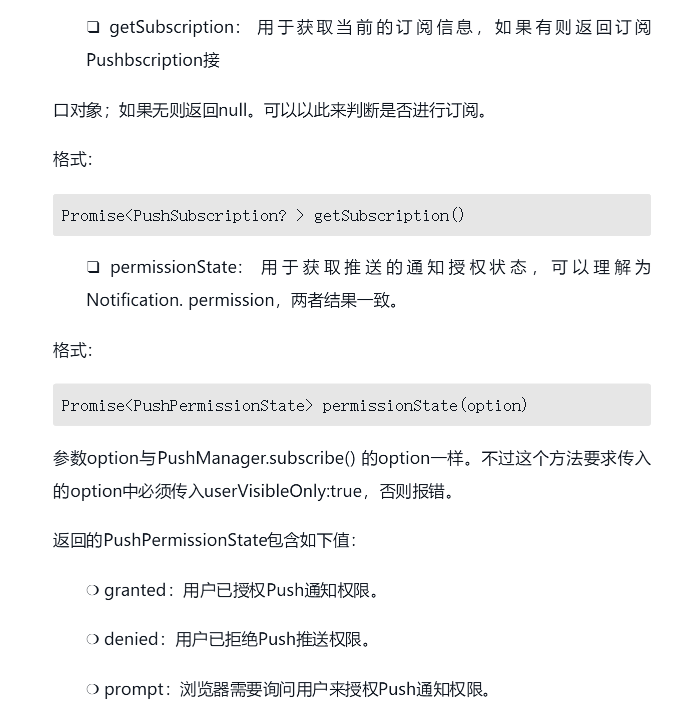 ❑ getSubscription： 用于获取当前的订阅信息，如果有则返回订阅
Pushbscription接
口对象；如果无则返回null。可以以此来判断是否进行订阅。
格式：
Promise<PushSubscription? > getSubscription()
❑ permissionState： 用于获取推送的通知授权状态，可以理解为
Notification. permission，两者结果一致。
格式：
Promise<PushPermissionState> permissionState(option)
参数option与PushManager.subscribe() 的option一样。不过这个方法要求传入
的option中必须传入userVisibleOnly:true，否则报错。
返回的PushPermissionState包含如下值：
❍ granted：用户已授权Push通知权限。
❍ denied：用户已拒绝Push推送权限。
❍ prompt：浏览器需要询问用户来授权Push通知权限。